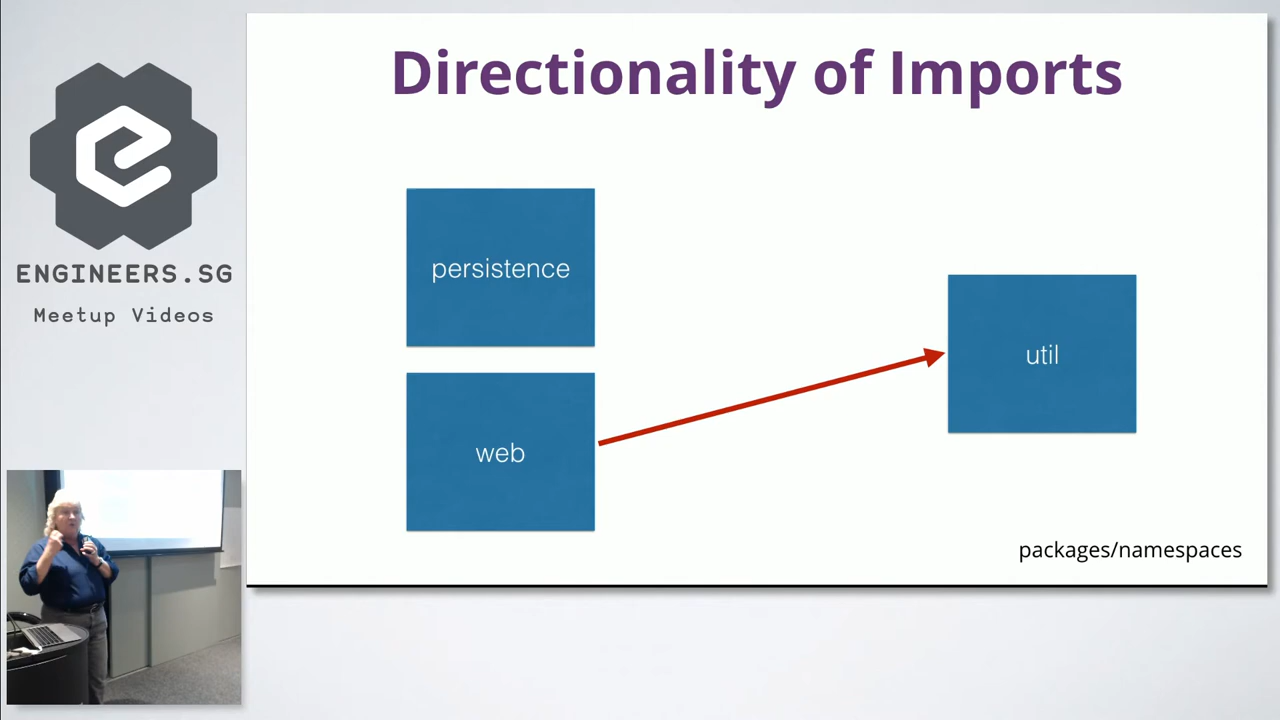 Directionality of Imports
persistence
web
util
packages/namespaces
ENGINEERS.SG
Meetup Videos